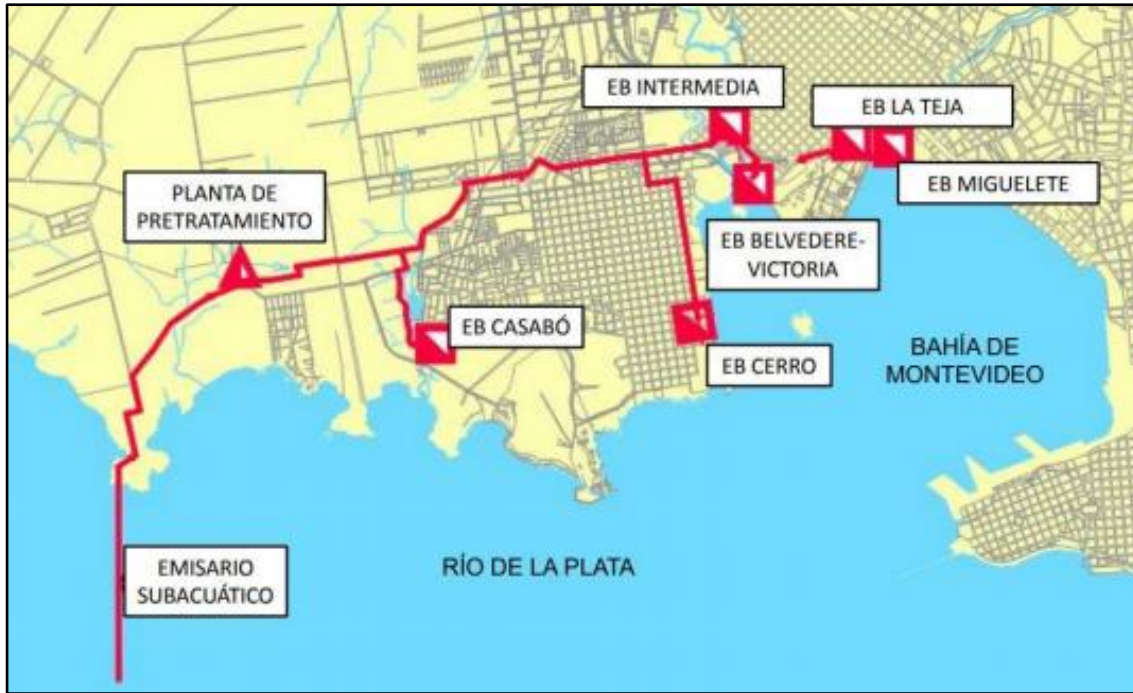 EB INTERMEDIA
EB LA TEJA
PLANTA DE
PRETRATAMIENTO
EB MIGUELETE
EB BELVEDERE-
VICTORIA
EB CASABÓ
EB CERRO
BAHÍA DE
MONTEVIDEO
EMISARIO
SUBACUÁTICO
RÍO DE LA PLATA